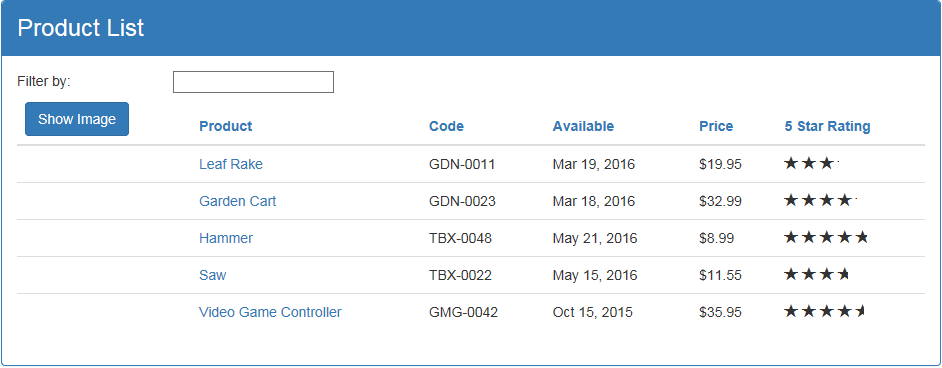 Product List
Filter by:
Show Image Product Code Available Price 5 Star Rating
Leaf Rake GDN-0011 Mar 19, 2016 $19.95
Garden Cart GDN-0023 Mar 18, 2016 $32.99
Hammer TBX-0048 May 21, 2016 $8.99
Saw TBX-0022 May 15, 2016 $11.55
Video Game Controller GMG-0042 Oct 15, 2015 $35.95